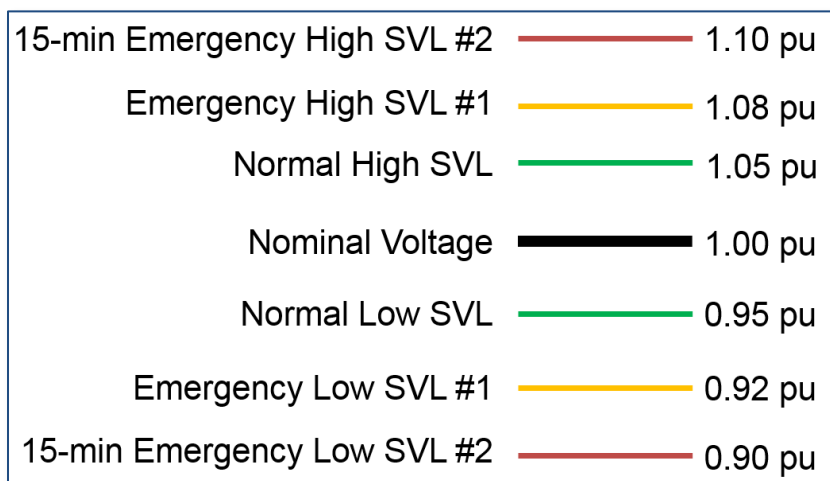 15-min Emergency High SVL #2 1.10 pu
Emergency High SVL #1 1.08 pu
Normal High SVL 1.05 pu
Nominal Voltage 1.00 pu
Normal Low SVL 0.95 pu
Emergency Low SVL #1 0.92 pu
15-min Emergency Low SVL #2 0.90 pu